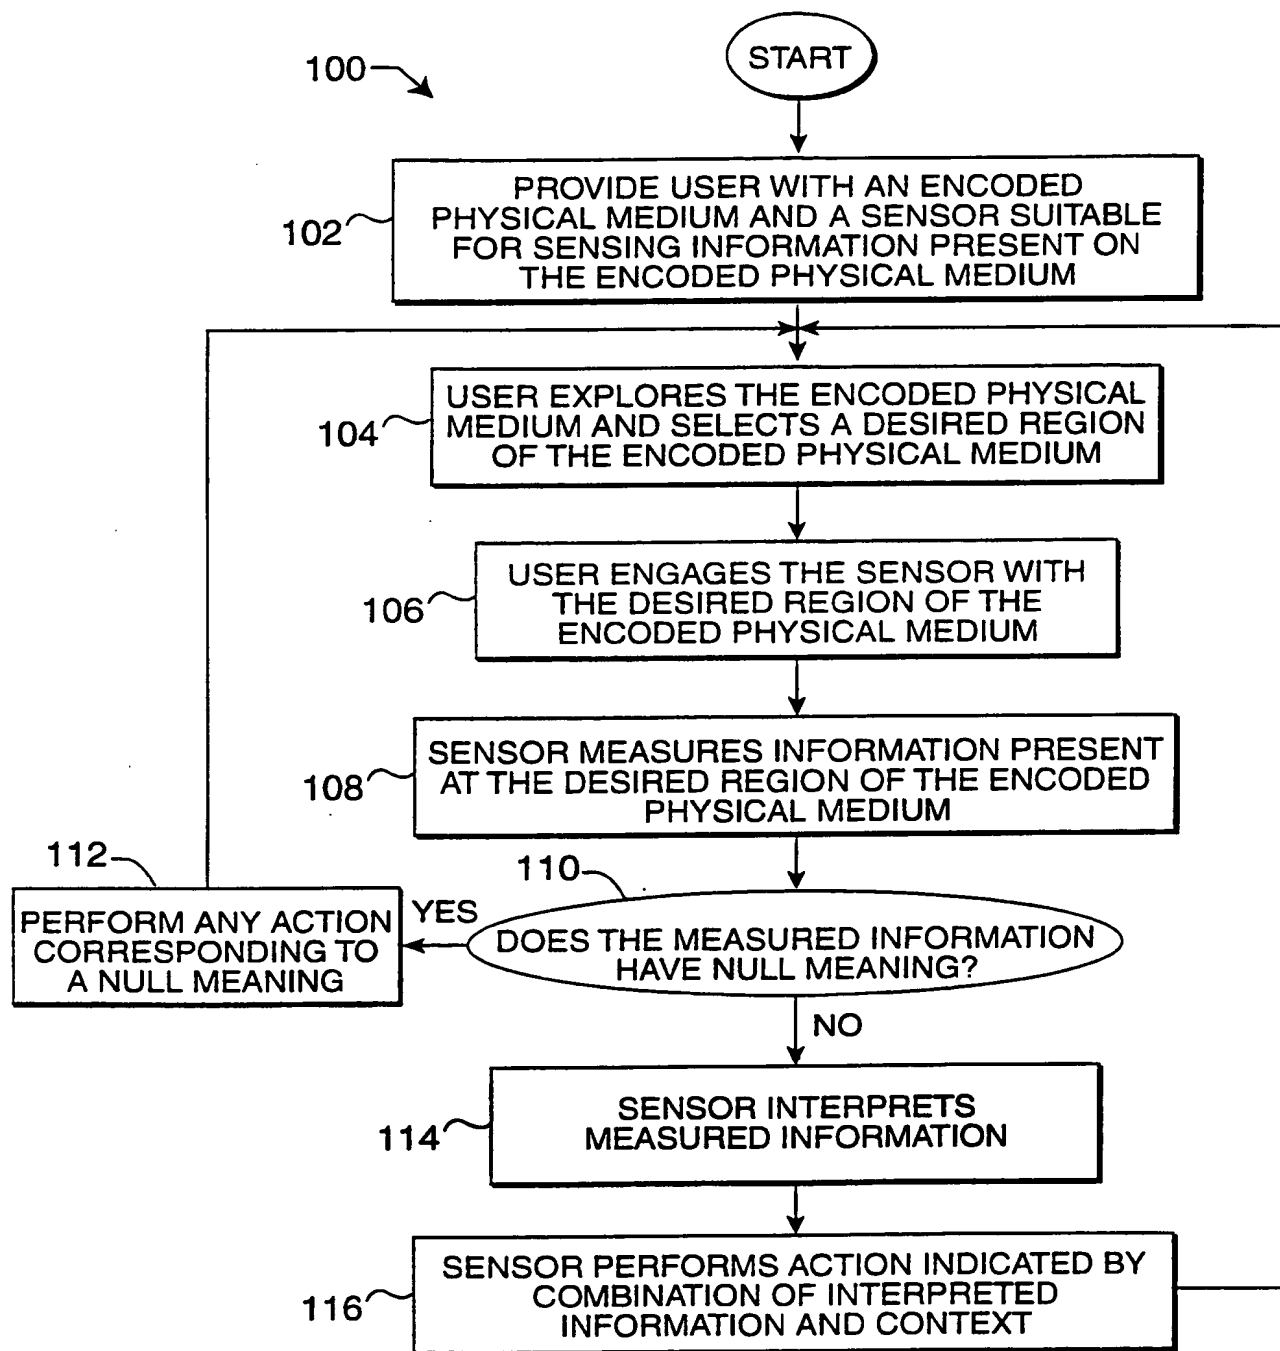 START
100
PROVIDE USER WITH AN ENCODED
PHYSICAL MEDIUM AND A SENSOR SUITABLE
FOR SENSING INFORMATION PRESENT ON
THE ENCODED PHYSICAL MEDIUM
102
USER EXPLORES THE ENCODED PHYSICAL
MEDIUM AND SELECTS A DESIRED REGION
OF THE ENCODED PHYSICAL MEDIUM
104
USER ENGAGES THE SENSOR WITH
THE DESIRED REGION OF THE
ENCODED PHYSICAL MEDIUM
106
SENSOR MEASURES INFORMATION PRESENT
AT THE DESIRED REGION OF THE ENCODED
PHYSICAL MEDIUM
108
110
DOES THE MEASURED INFORMATION
HAVE NULL MEANING?
YES
112
PERFORM ANY ACTION
CORRESPONDING TO
A NULL MEANING
NO
SENSOR INTERPRETS
MEASURED INFORMATION
114
SENSOR PERFORMS ACTION INDICATED BY
COMBINATION OF INTERPRETED
INFORMATION AND CONTEXT
116